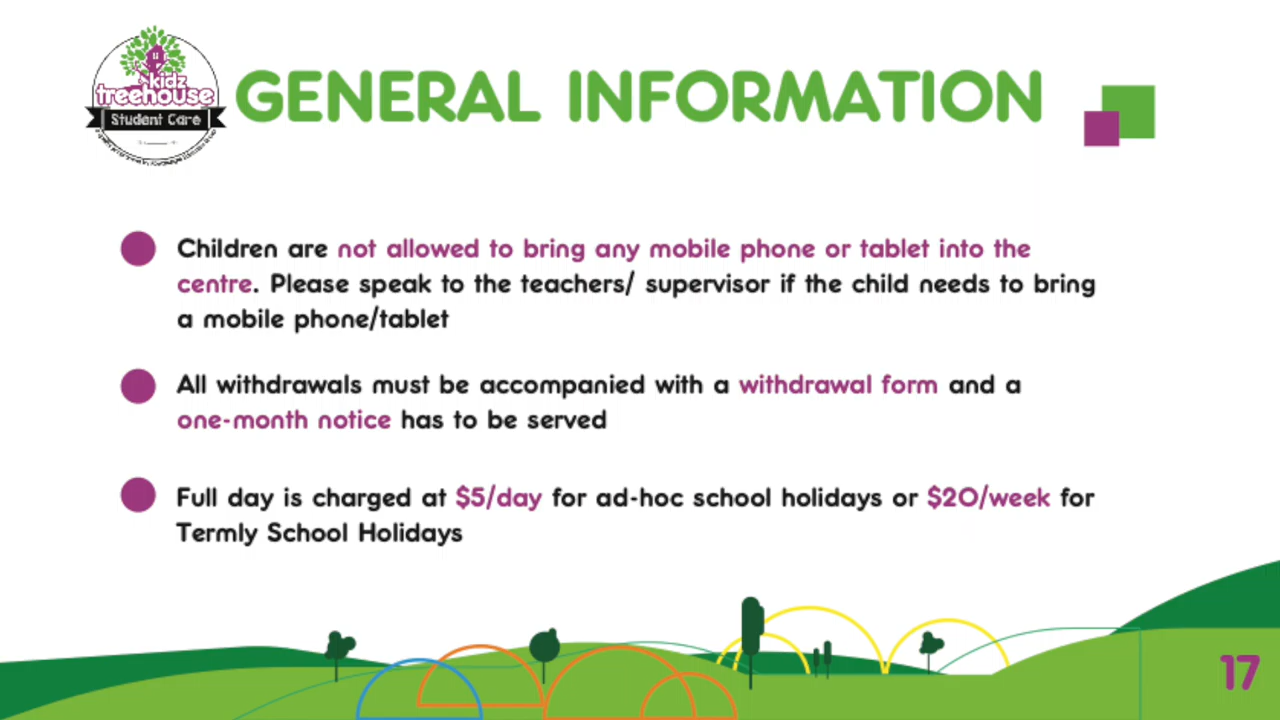 kidz
treehouse
Student Care
GENERAL INFORMATION
Children are not allowed to bring any mobile phone or tablet into the
centre. Please speak to the teachers/ supervisor if the child needs to bring
a mobile phone/tablet
All withdrawals must be accompanied with a withdrawal form and a
one-month notice has to be served
Full day is charged at $5/day for ad-hoc school holidays or $20/week for
Termly School Holidays
17